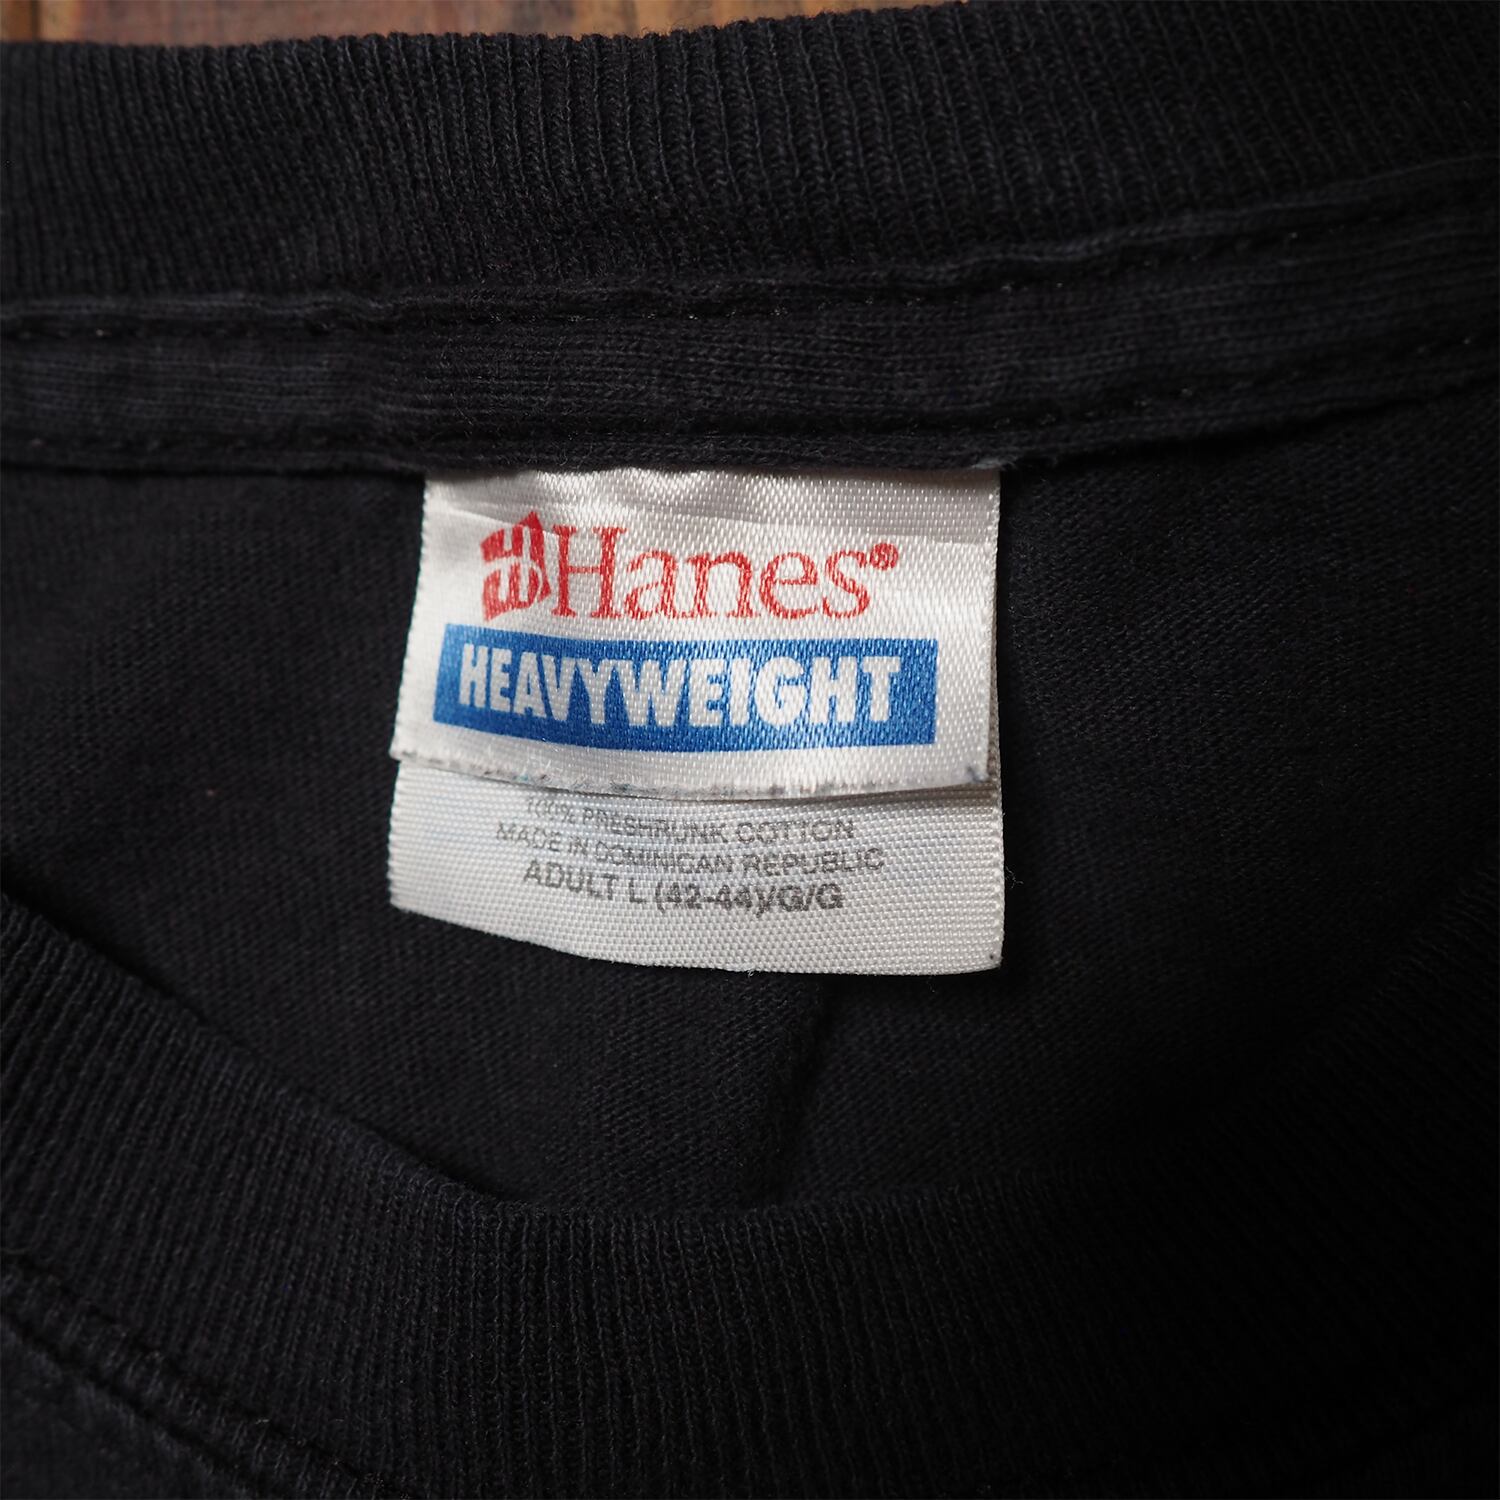 Hanes®
HEAVYWEIGHT
100% PRESHRUNK COTTON
MADE IN DOMINICAN REPUBLIC
ADULT L (42-44)/G/G